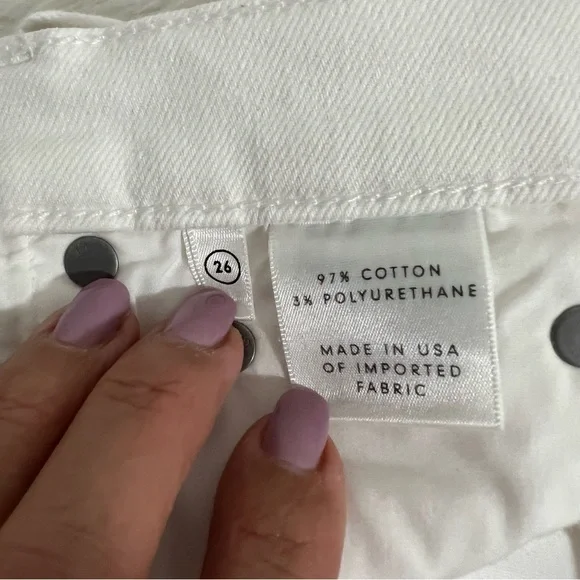 26
97% COTTON
3% POLYURETHANE
MADE IN USA
OF IMPORTED
FABRIC